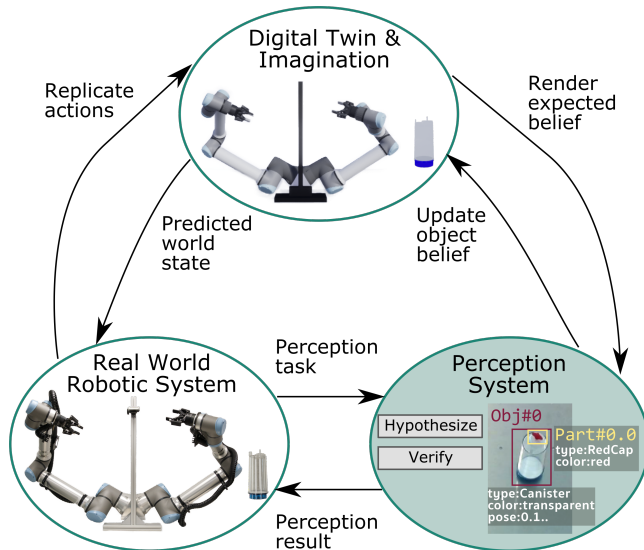 Digital Twin &
Imagination
Replicate
actions
Render
expected
belief
Predicted
world
state
Update
object
belief
Real World
Robotic System
Perception
task
Perception
System
Hypothesize
Verify
Obj#0
Part#0.0
type:RedCap
color:red
type:Canister
color:transparent
pose:0.1..
Perception
result